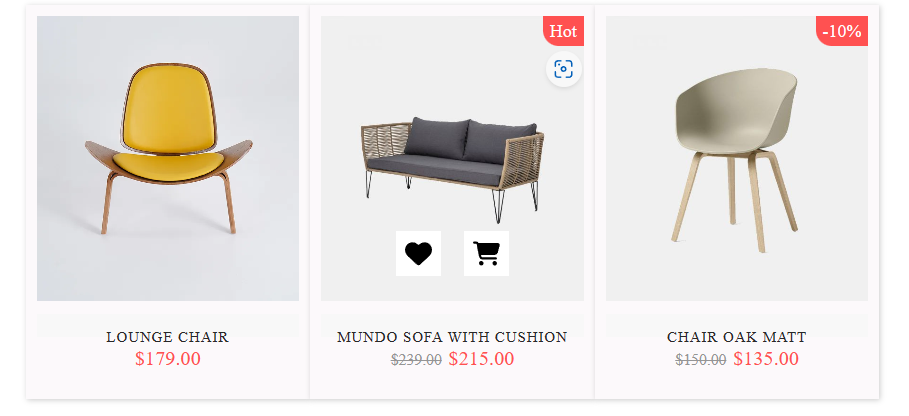 Hot
-10%
LOUNGE CHAIR
$179.00
MUNDO SOFA WITH CUSHION
$239.00 $215.00
CHAIR OAK MATT
$150.00 $135.00